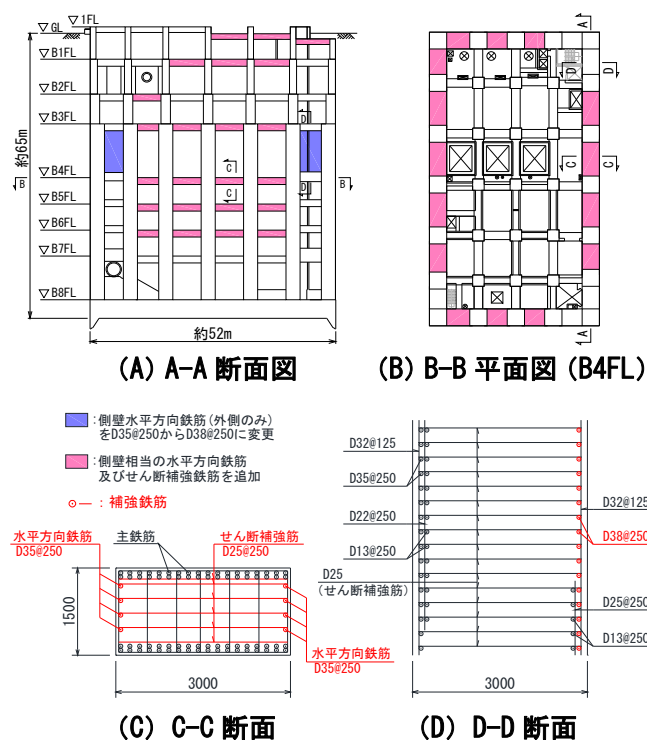 ▽1FL
▽GL
▽B1FL
▽B2FL
▽B3FL
▽B4FL
▽B5FL
▽B6FL
▽B7FL
▽B8FL
約65m
約52m
B
B
C
C
D
D
(A) A-A 断面図
A
A
D
D
C
C
(B) B-B 平面図 (B4FL)
:側壁水平方向鉄筋(外側のみ)
をD35@250からD38@250に変更
:側壁相当の水平方向鉄筋
及びせん断補強鉄筋を追加
: 補強鉄筋
水平方向鉄筋
D35@250
主鉄筋
せん断補強筋
D25@250
1500
水平方向鉄筋
D35@250
3000
(C) C-C 断面
D32@125
D35@250
D22@250
D13@250
D25
(せん断補強筋)
D32@125
D38@250
D25@250
D13@250
3000
(D) D-D 断面